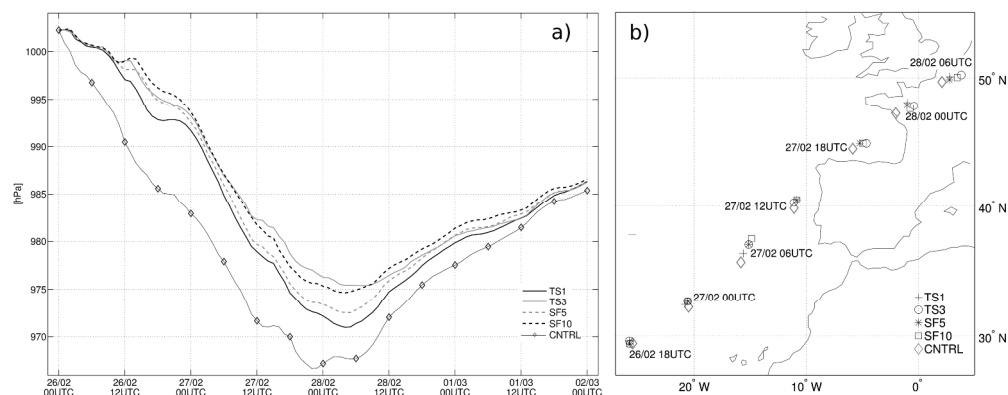 a)
1000
995
990
985
980
975
970
[hPa]
26/02 00UTC
26/02 12UTC
27/02 00UTC
27/02 12UTC
28/02 00UTC
28/02 12UTC
01/03 00UTC
01/03 12UTC
02/03 00UTC
TS1
TS3
SF5
SF10
CNTRL
b)
28/02 06UTC
28/02 00UTC
27/02 18UTC
27/02 12UTC
27/02 06UTC
27/02 00UTC
26/02 18UTC
50° N
40° N
30° N
20° W
10° W
0°
TS1
TS3
SF5
SF10
CNTRL